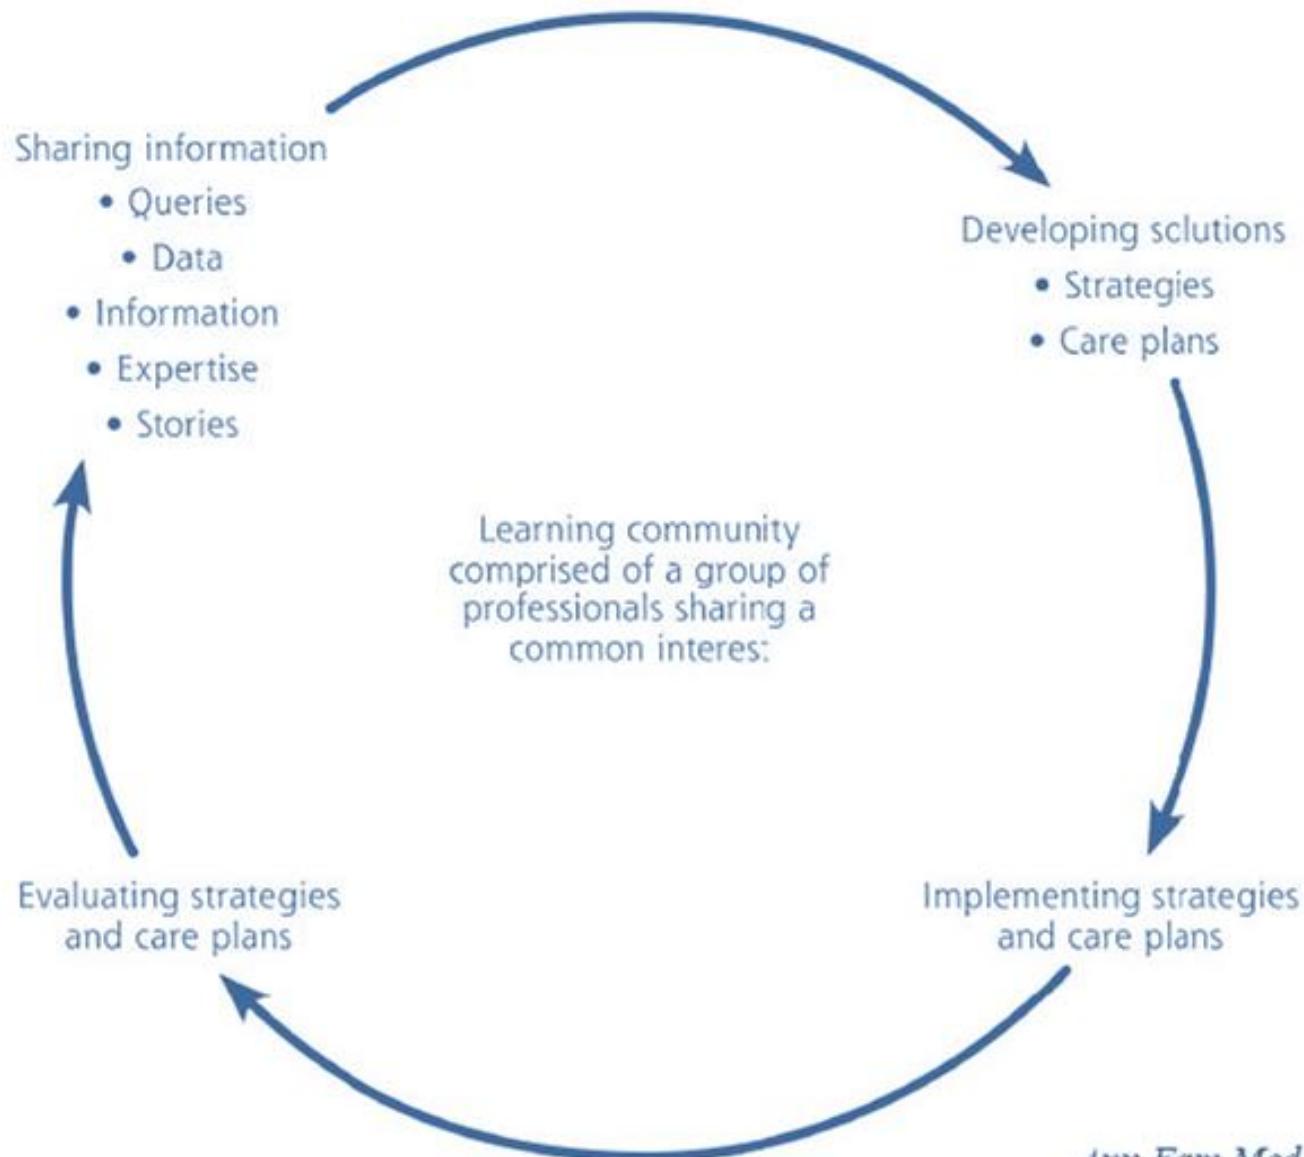 Sharing information
• Queries
• Data
• Information
• Expertise
• Stories
Developing sclutions
• Strategies
• Care plans
Learning community
comprised of a group of
professionals sharing a
common interes:
Evaluating strategies
and care plans
Implementing strategies
and care plans